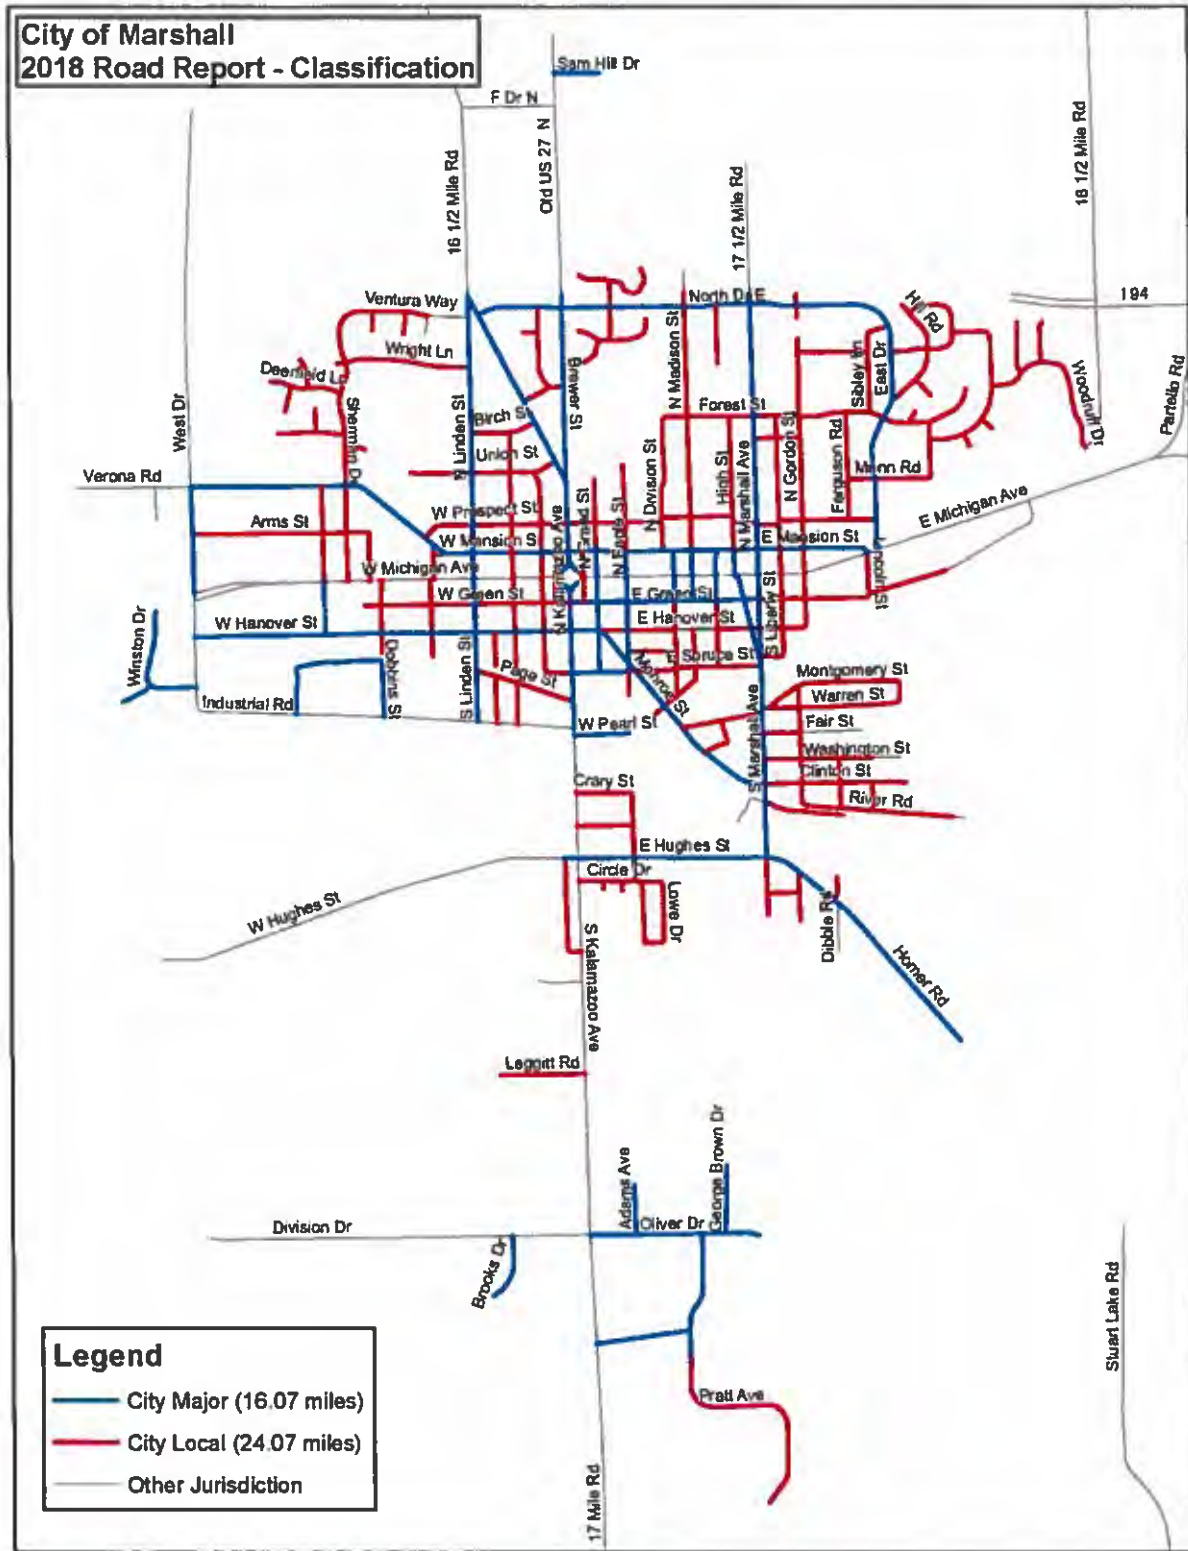 City of Marshall
2018 Road Report - Classification
Sam Hill Dr
F Dr N
Old US 27 N
16 1/2 Mile Rd
17 1/2 Mile Rd
18 1/2 Mile Rd
I 94
Ventura Way
North Dr E
Hill Rd
Wright Ln
Deerfield Ln
Sherman Dr
West Dr
Brewer St
N Madison St
Sibley Ln
East Dr
Woodruff Dr
Partello Rd
N Linden St
Birch St
Forest St
Union St
N Division St
High St
N Marshall Ave
N Gordon St
Ferguson Rd
Mann Rd
Verona Rd
Arms St
W Prospect St
W Mansion S
N Kalamazoo Ave
N Eagle St
E Mansion St
E Michigan Ave
W Michigan Ave
Lincoln St
W Green St
E Green St
W Hanover St
E Hanover St
S Liberty St
Winston Dr
Dobbins St
S Linden St
Page St
Monroe St
E Spruce St
Montgomery St
Warren St
Industrial Rd
W Pearl St
S Marshall Ave
Fair St
Washington St
Clinton St
River Rd
Crary St
E Hughes St
Circle Dr
Lowe Dr
W Hughes St
Dibble Rd
Homer Rd
S Kalamazoo Ave
Leggitt Rd
Adams Ave
George Brown Dr
Division Dr
Oliver Dr
Brooks Dr
Stuart Lake Rd
Pratt Ave
17 Mile Rd
Legend
City Major (16.07 miles)
City Local (24.07 miles)
Other Jurisdiction